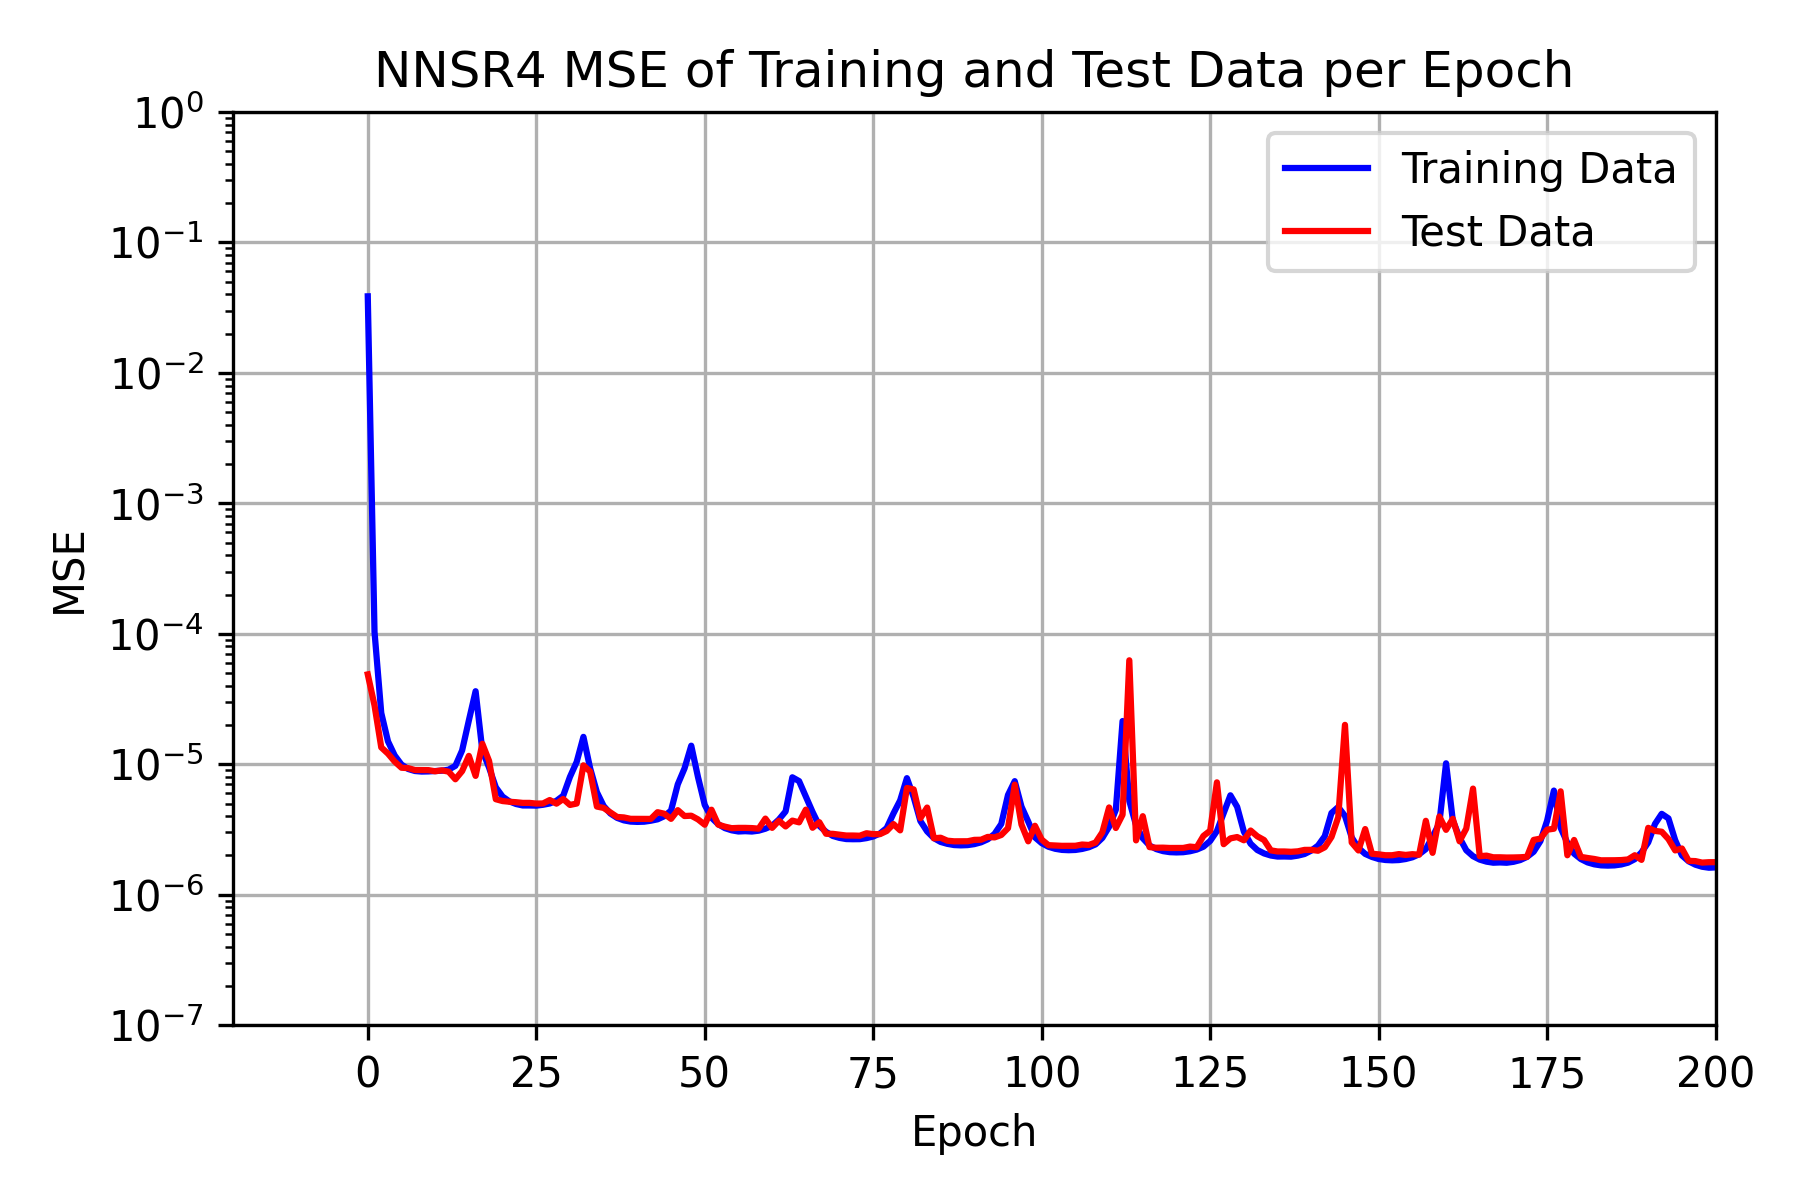 NNSR4 MSE of Training and Test Data per Epoch
10⁰
10⁻¹
10⁻²
10⁻³
10⁻⁴
10⁻⁵
10⁻⁶
10⁻⁷
MSE
Training Data
Test Data
0 25 50 75 100 125 150 175 200
Epoch